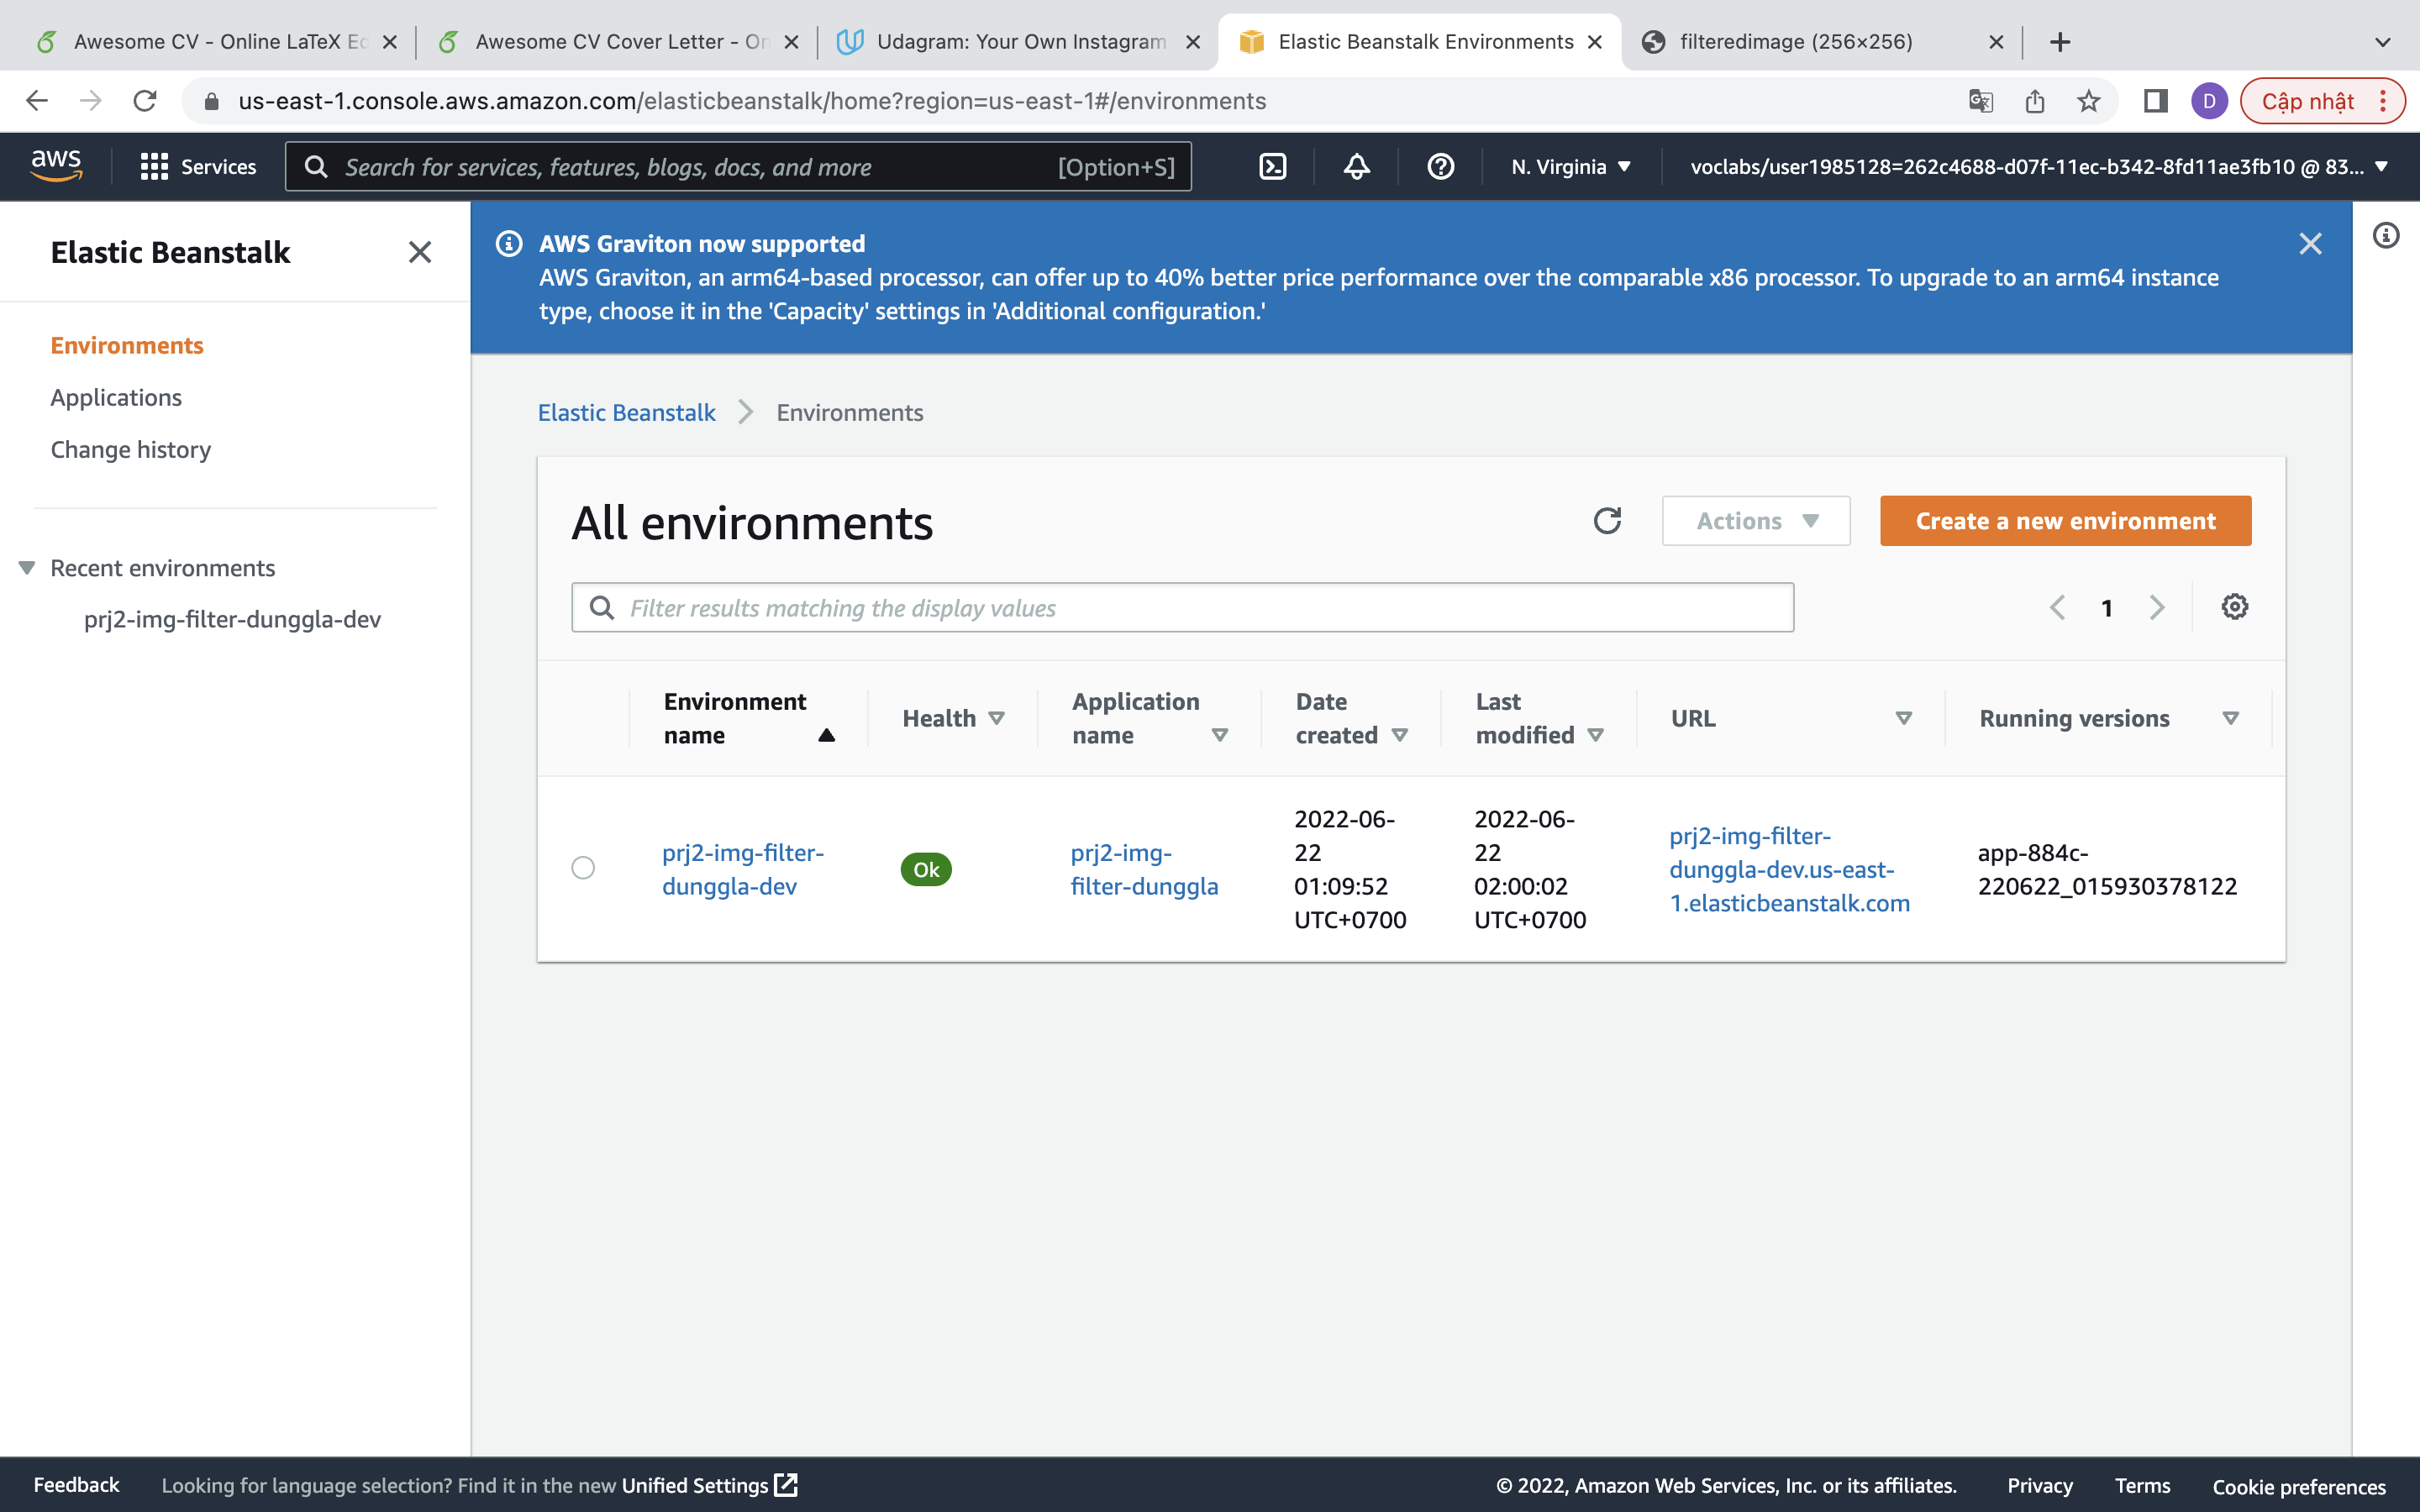 Awesome CV - Online LaTeX Ed
Awesome CV Cover Letter - On
Udagram: Your Own Instagram
Elastic Beanstalk Environments
filteredimage (256×256)
us-east-1.console.aws.amazon.com/elasticbeanstalk/home?region=us-east-1#/environments
D
Cập nhật
aws
Services
Search for services, features, blogs, docs, and more
[Option+S]
N. Virginia
voclabs/user1985128=262c4688-d07f-11ec-b342-8fd11ae3fb10 @ 83...
Elastic Beanstalk
Environments
Applications
Change history
Recent environments
prj2-img-filter-dunggla-dev
AWS Graviton now supported
AWS Graviton, an arm64-based processor, can offer up to 40% better price performance over the comparable x86 processor. To upgrade to an arm64 instance
type, choose it in the 'Capacity' settings in 'Additional configuration.'
Elastic Beanstalk
Environments
All environments
Actions
Create a new environment
Filter results matching the display values
1
Environment
name
Health
Application
name
Date
created
Last
modified
URL
Running versions
prj2-img-filter-
dunggla-dev
Ok
prj2-img-
filter-dunggla
2022-06-
22
01:09:52
UTC+0700
2022-06-
22
02:00:02
UTC+0700
prj2-img-filter-
dunggla-dev.us-east-
1.elasticbeanstalk.com
app-884c-
220622_015930378122
Feedback
Looking for language selection? Find it in the new Unified Settings
© 2022, Amazon Web Services, Inc. or its affiliates.
Privacy
Terms
Cookie preferences